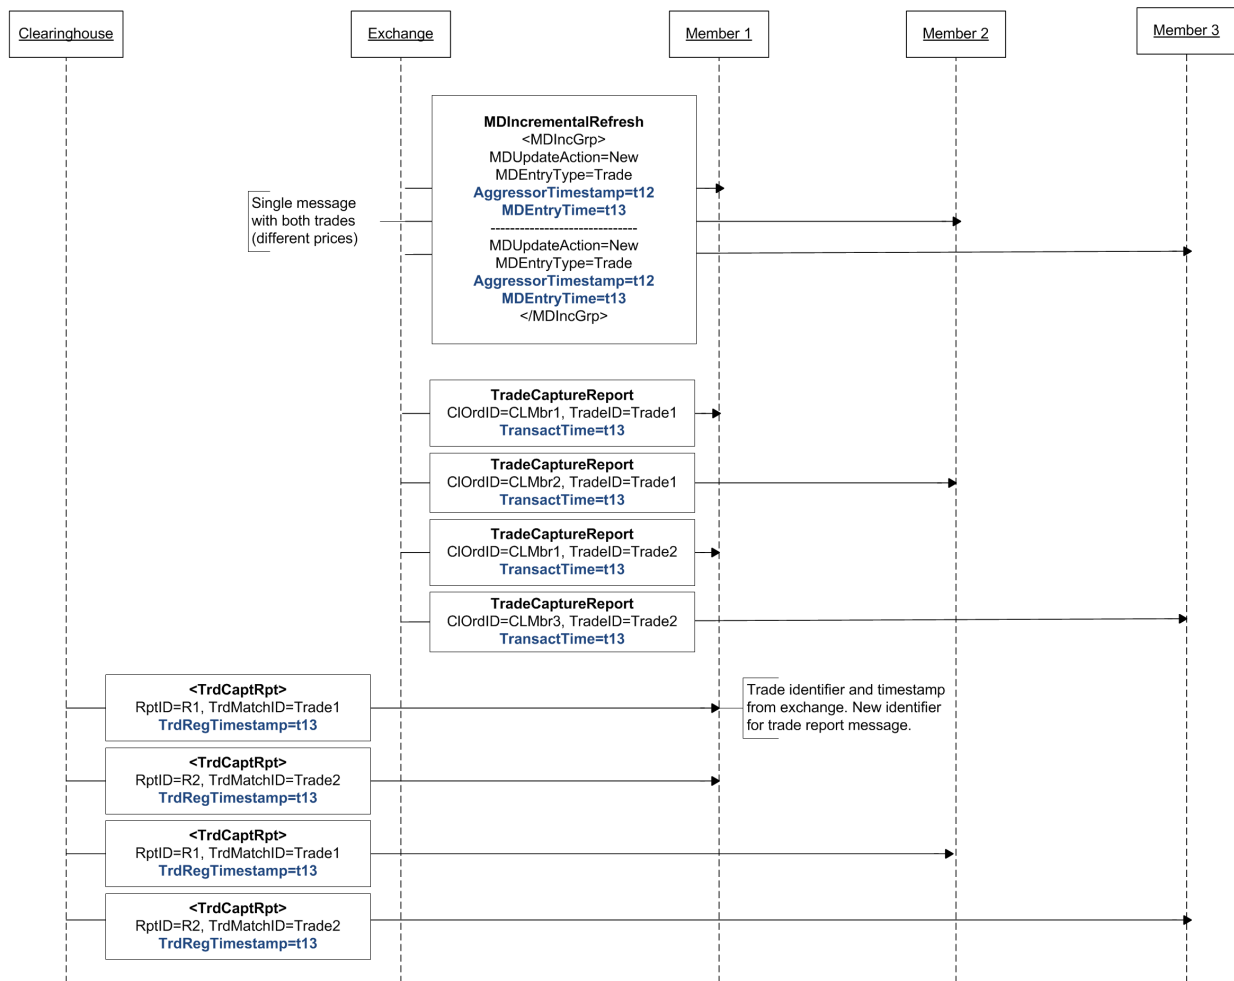 Clearinghouse
Exchange
Member 1
Member 2
Member 3
MDIncrementalRefresh
<MDIncGrp>
MDUpdateAction=New
MDEntryType=Trade
AggressorTimestamp=t12
MDEntryTime=t13
------------------------------
MDUpdateAction=New
MDEntryType=Trade
AggressorTimestamp=t12
MDEntryTime=t13
</MDIncGrp>
Single message
with both trades
(different prices)
TradeCaptureReport
ClOrdID=CLMbr1, TradeID=Trade1
TransactTime=t13
TradeCaptureReport
ClOrdID=CLMbr2, TradeID=Trade1
TransactTime=t13
TradeCaptureReport
ClOrdID=CLMbr1, TradeID=Trade2
TransactTime=t13
TradeCaptureReport
ClOrdID=CLMbr3, TradeID=Trade2
TransactTime=t13
<TrdCaptRpt>
RptID=R1, TrdMatchID=Trade1
TrdRegTimestamp=t13
Trade identifier and timestamp
from exchange. New identifier
for trade report message.
<TrdCaptRpt>
RptID=R2, TrdMatchID=Trade2
TrdRegTimestamp=t13
<TrdCaptRpt>
RptID=R1, TrdMatchID=Trade1
TrdRegTimestamp=t13
<TrdCaptRpt>
RptID=R2, TrdMatchID=Trade2
TrdRegTimestamp=t13